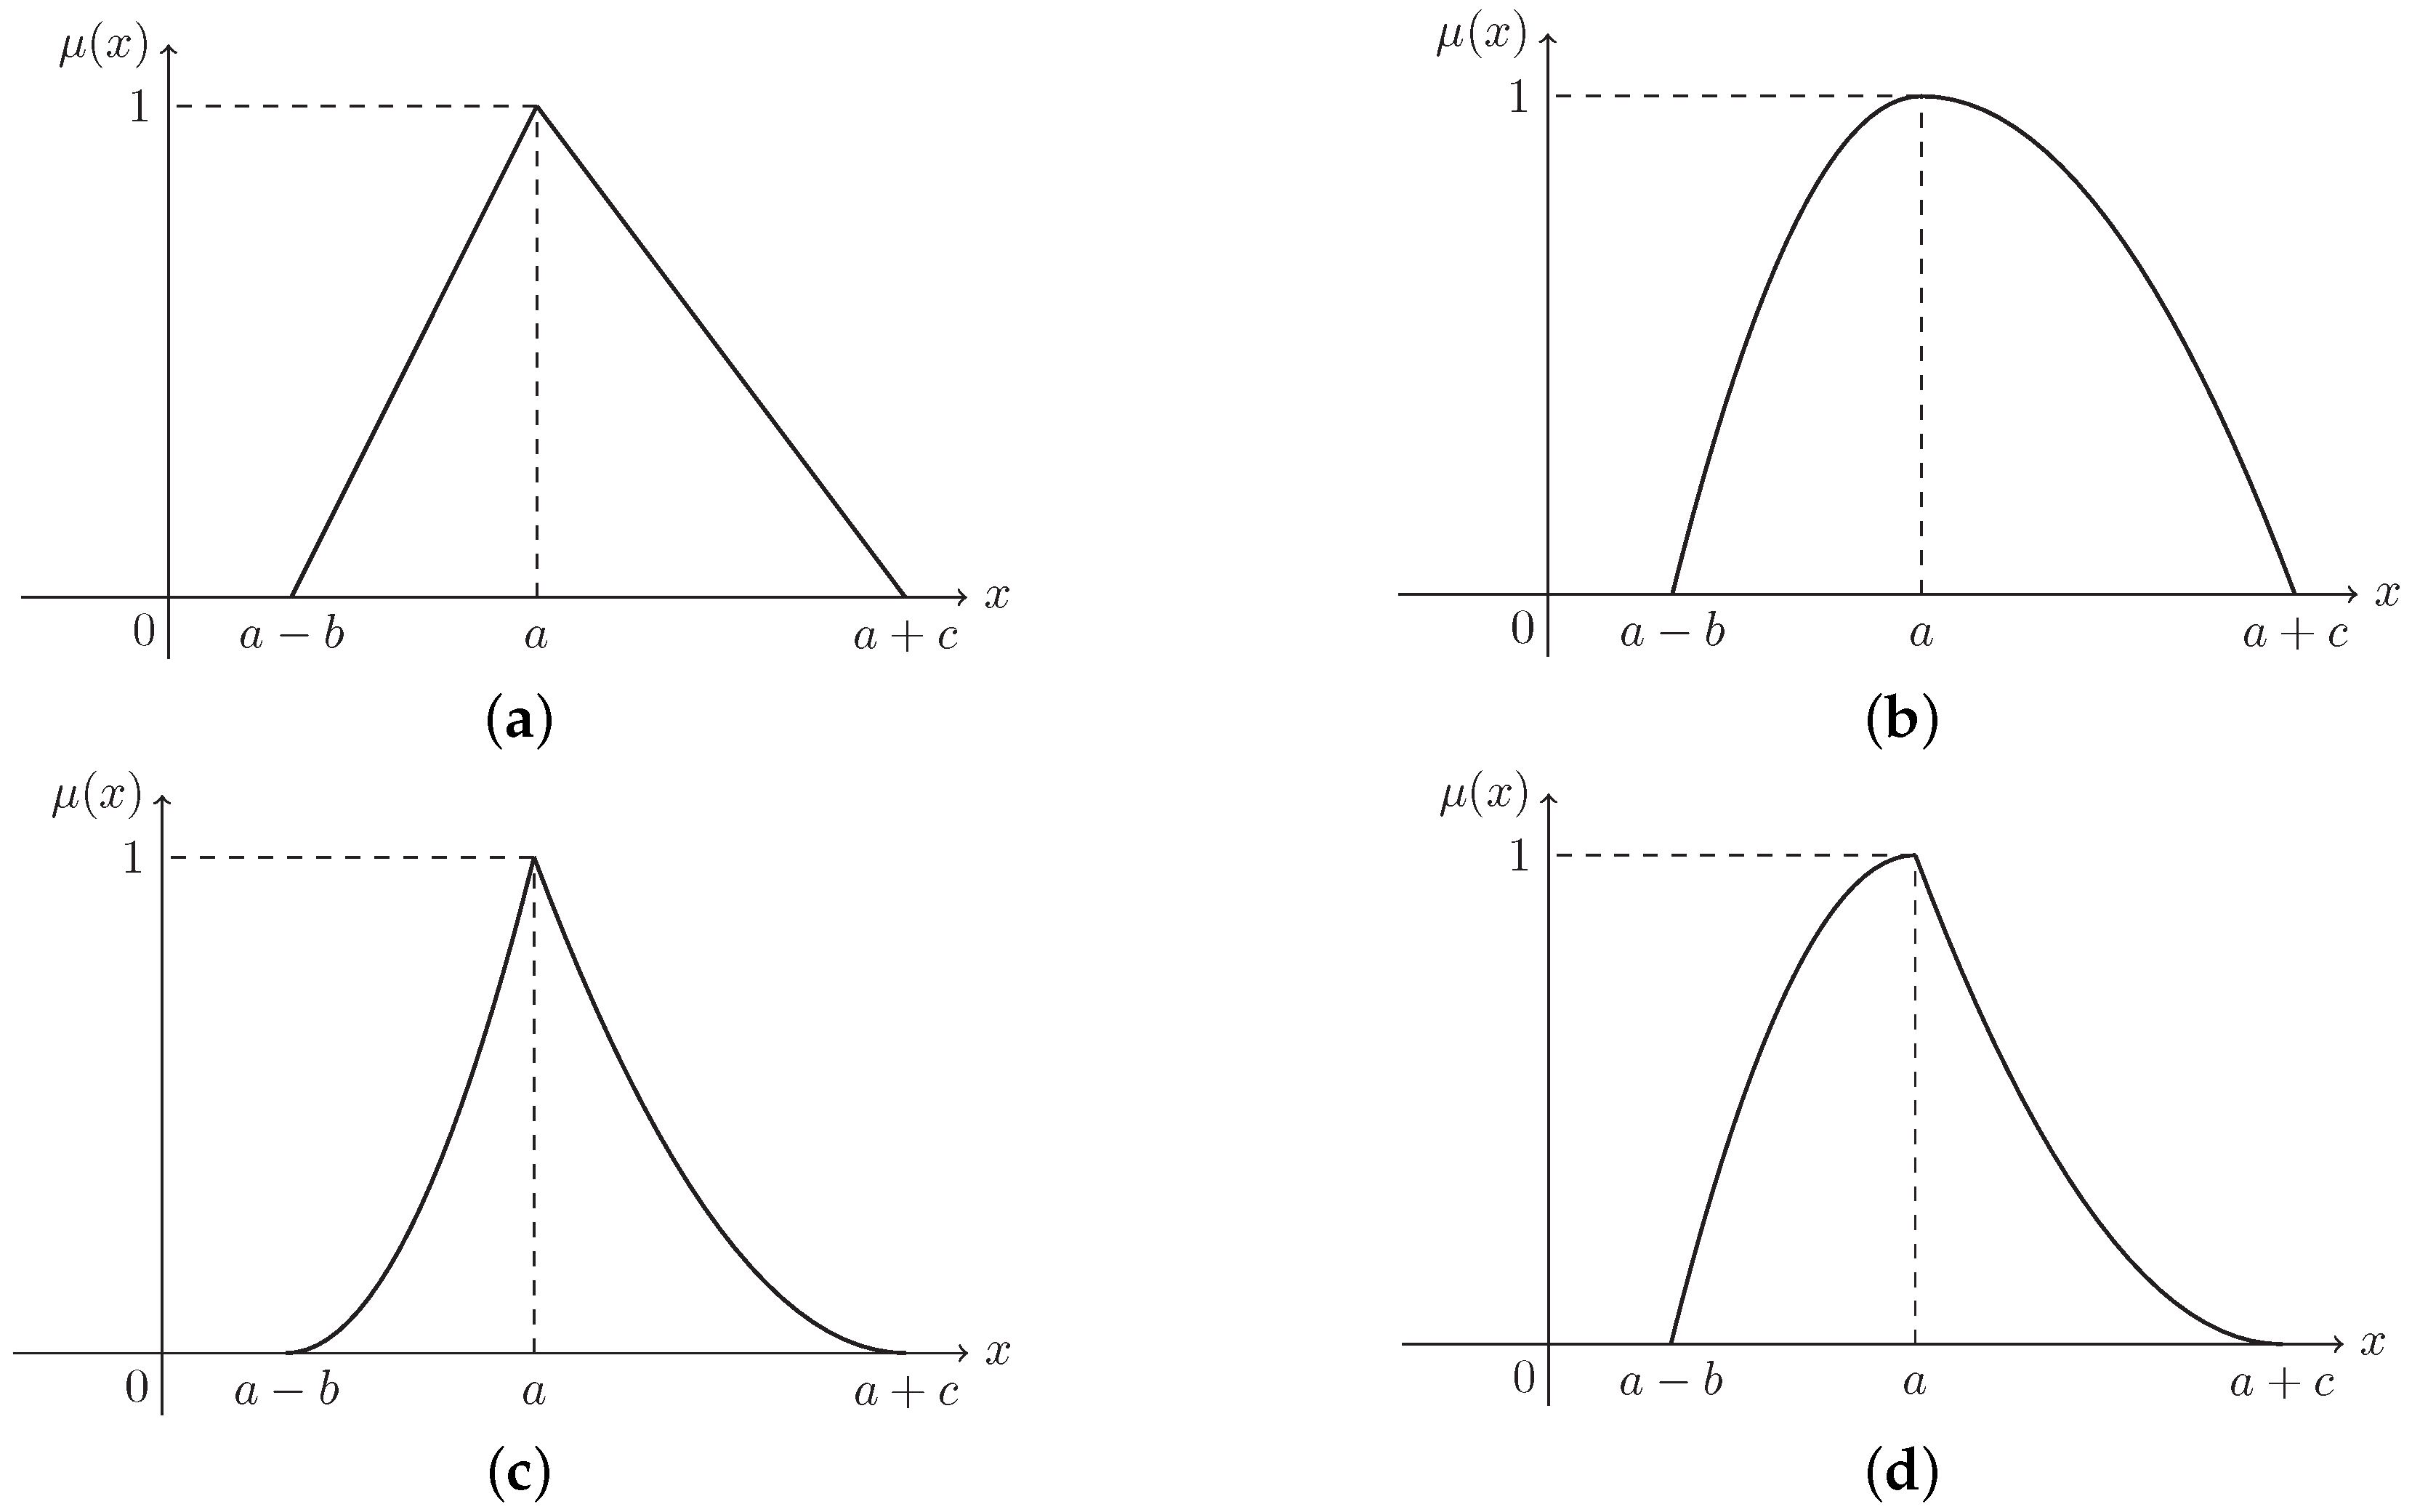 μ(x)
1
0
a − b
a
a + c
x
(a)
μ(x)
1
0
a − b
a
a + c
x
(b)
μ(x)
1
0
a − b
a
a + c
x
(c)
μ(x)
1
0
a − b
a
a + c
x
(d)